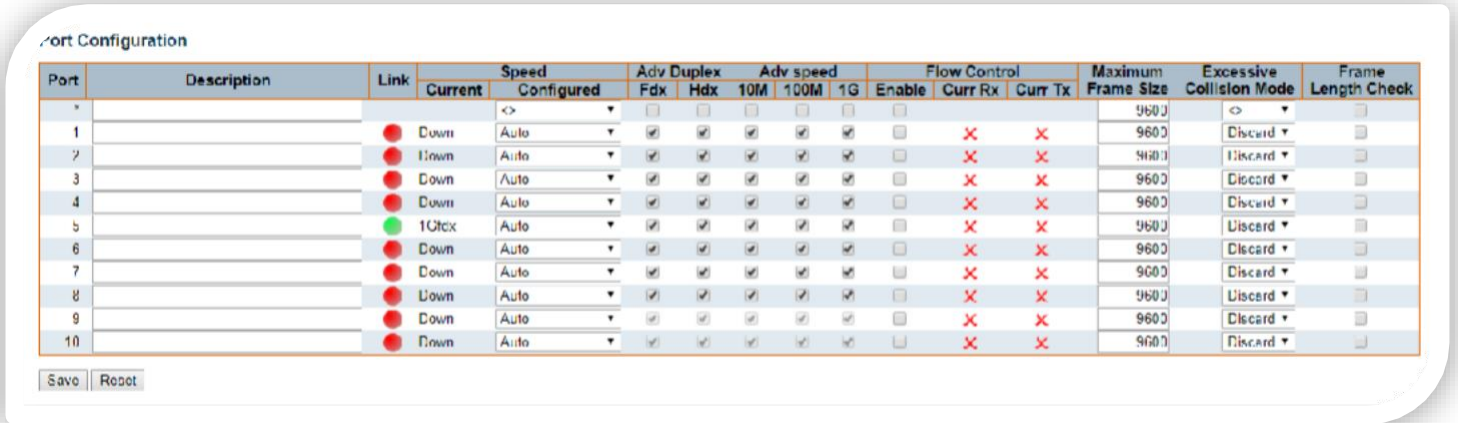 Port Configuration
Port Description Link Speed Adv Duplex Adv speed Flow Control Maximum Frame Size Excessive Collision Mode Frame Length Check
Current Configured Fdx Hdx 10M 100M 1G Enable Curr Rx Curr Tx
* <> 9600 <>
1 Down Auto 9600 Discard
2 Down Auto 9600 Discard
3 Down Auto 9600 Discard
4 Down Auto 9600 Discard
5 1Gfdx Auto 9600 Discard
6 Down Auto 9600 Discard
7 Down Auto 9600 Discard
8 Down Auto 9600 Discard
9 Down Auto 9600 Discard
10 Down Auto 9600 Discard
Save Reset